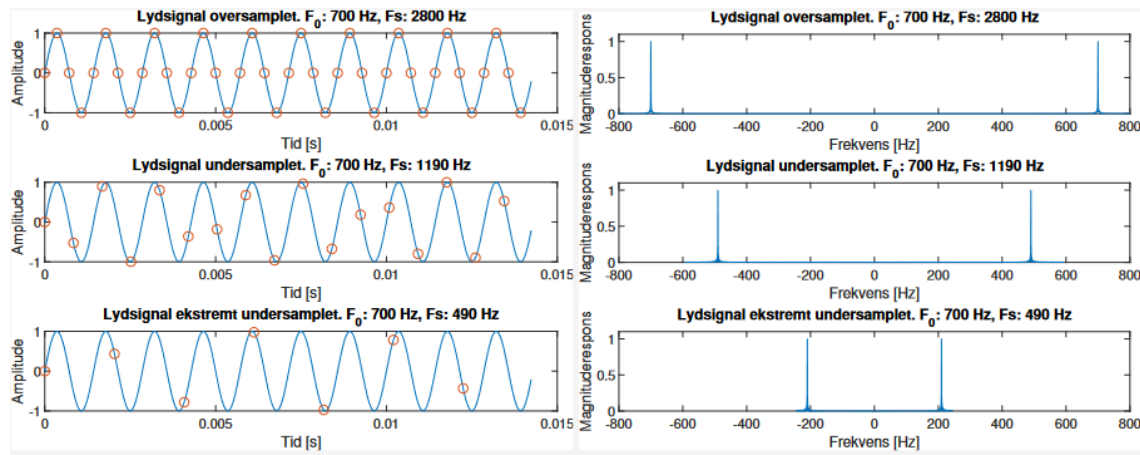 Lydsignal oversamplet. F0: 700 Hz, Fs: 2800 Hz
Amplitude
1
0
-1
0 0.005 0.01 0.015
Tid [s]
Lydsignal undersamplet. F0: 700 Hz, Fs: 1190 Hz
Amplitude
1
0
-1
0 0.005 0.01 0.015
Tid [s]
Lydsignal ekstremt undersamplet. F0: 700 Hz, Fs: 490 Hz
Amplitude
1
0
-1
0 0.005 0.01 0.015
Tid [s]
Lydsignal oversamplet. F0: 700 Hz, Fs: 2800 Hz
Magnituderespons
1
0.5
0
-800 -600 -400 -200 0 200 400 600 800
Frekvens [Hz]
Lydsignal undersamplet. F0: 700 Hz, Fs: 1190 Hz
Magnituderespons
1
0.5
0
-800 -600 -400 -200 0 200 400 600 800
Frekvens [Hz]
Lydsignal ekstremt undersamplet. F0: 700 Hz, Fs: 490 Hz
Magnituderespons
1
0.5
0
-800 -600 -400 -200 0 200 400 600 800
Frekvens [Hz]